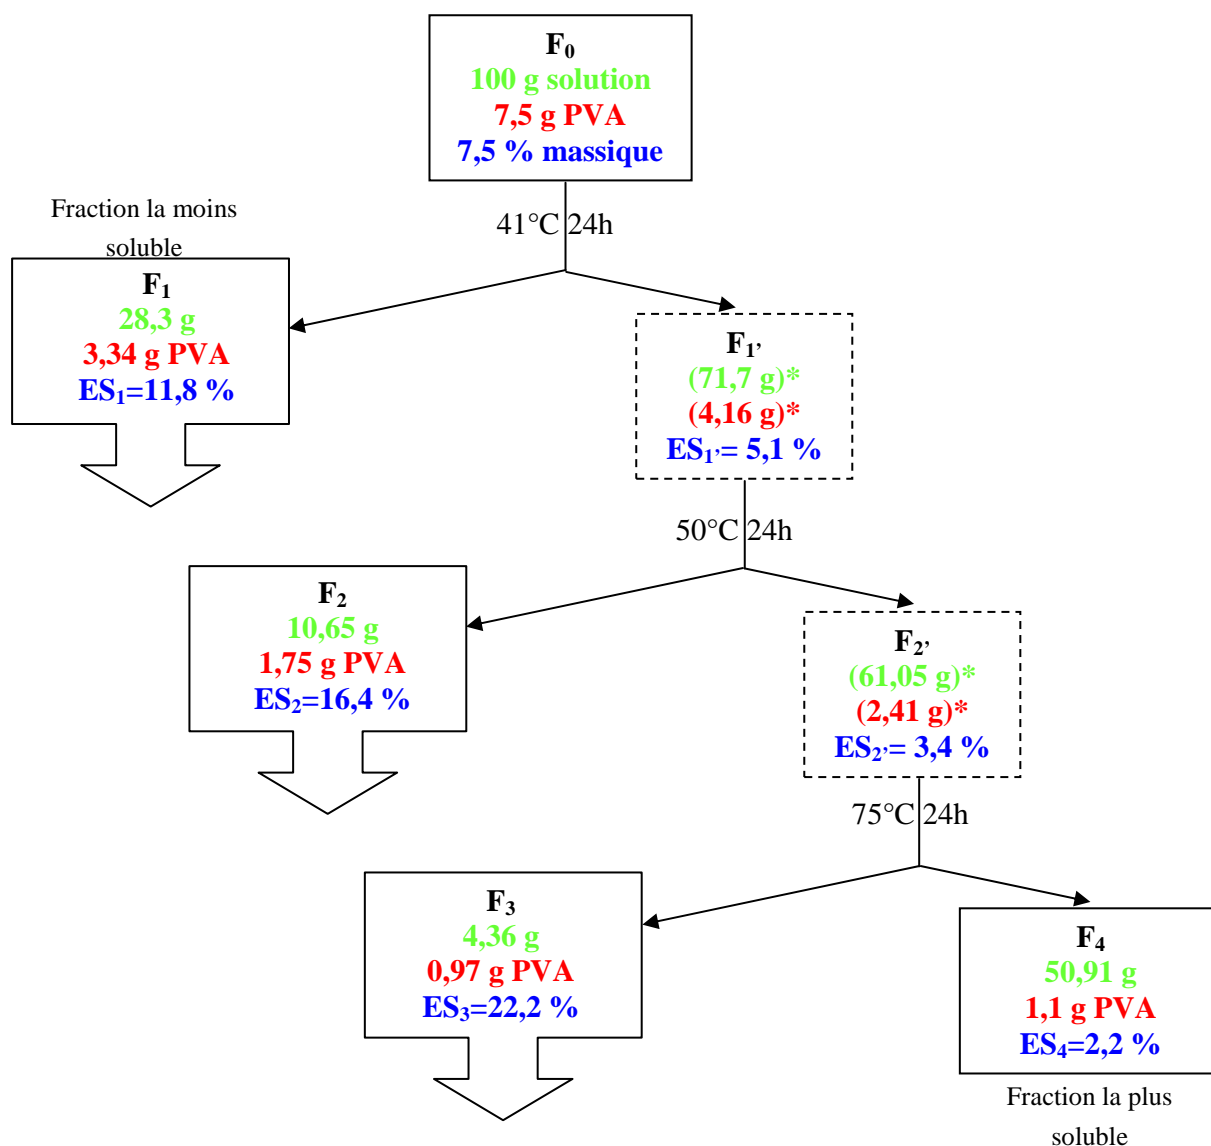 F₀
100 g solution
7,5 g PVA
7,5 % massique
41°C 24h
Fraction la moins
soluble
F₁
28,3 g
3,34 g PVA
ES₁=11,8 %
F₁’
(71,7 g)*
(4,16 g)*
ES₁’= 5,1 %
50°C 24h
F₂
10,65 g
1,75 g PVA
ES₂=16,4 %
F₂’
(61,05 g)*
(2,41 g)*
ES₂’= 3,4 %
75°C 24h
F₃
4,36 g
0,97 g PVA
ES₃=22,2 %
F₄
50,91 g
1,1 g PVA
ES₄=2,2 %
Fraction la plus
soluble